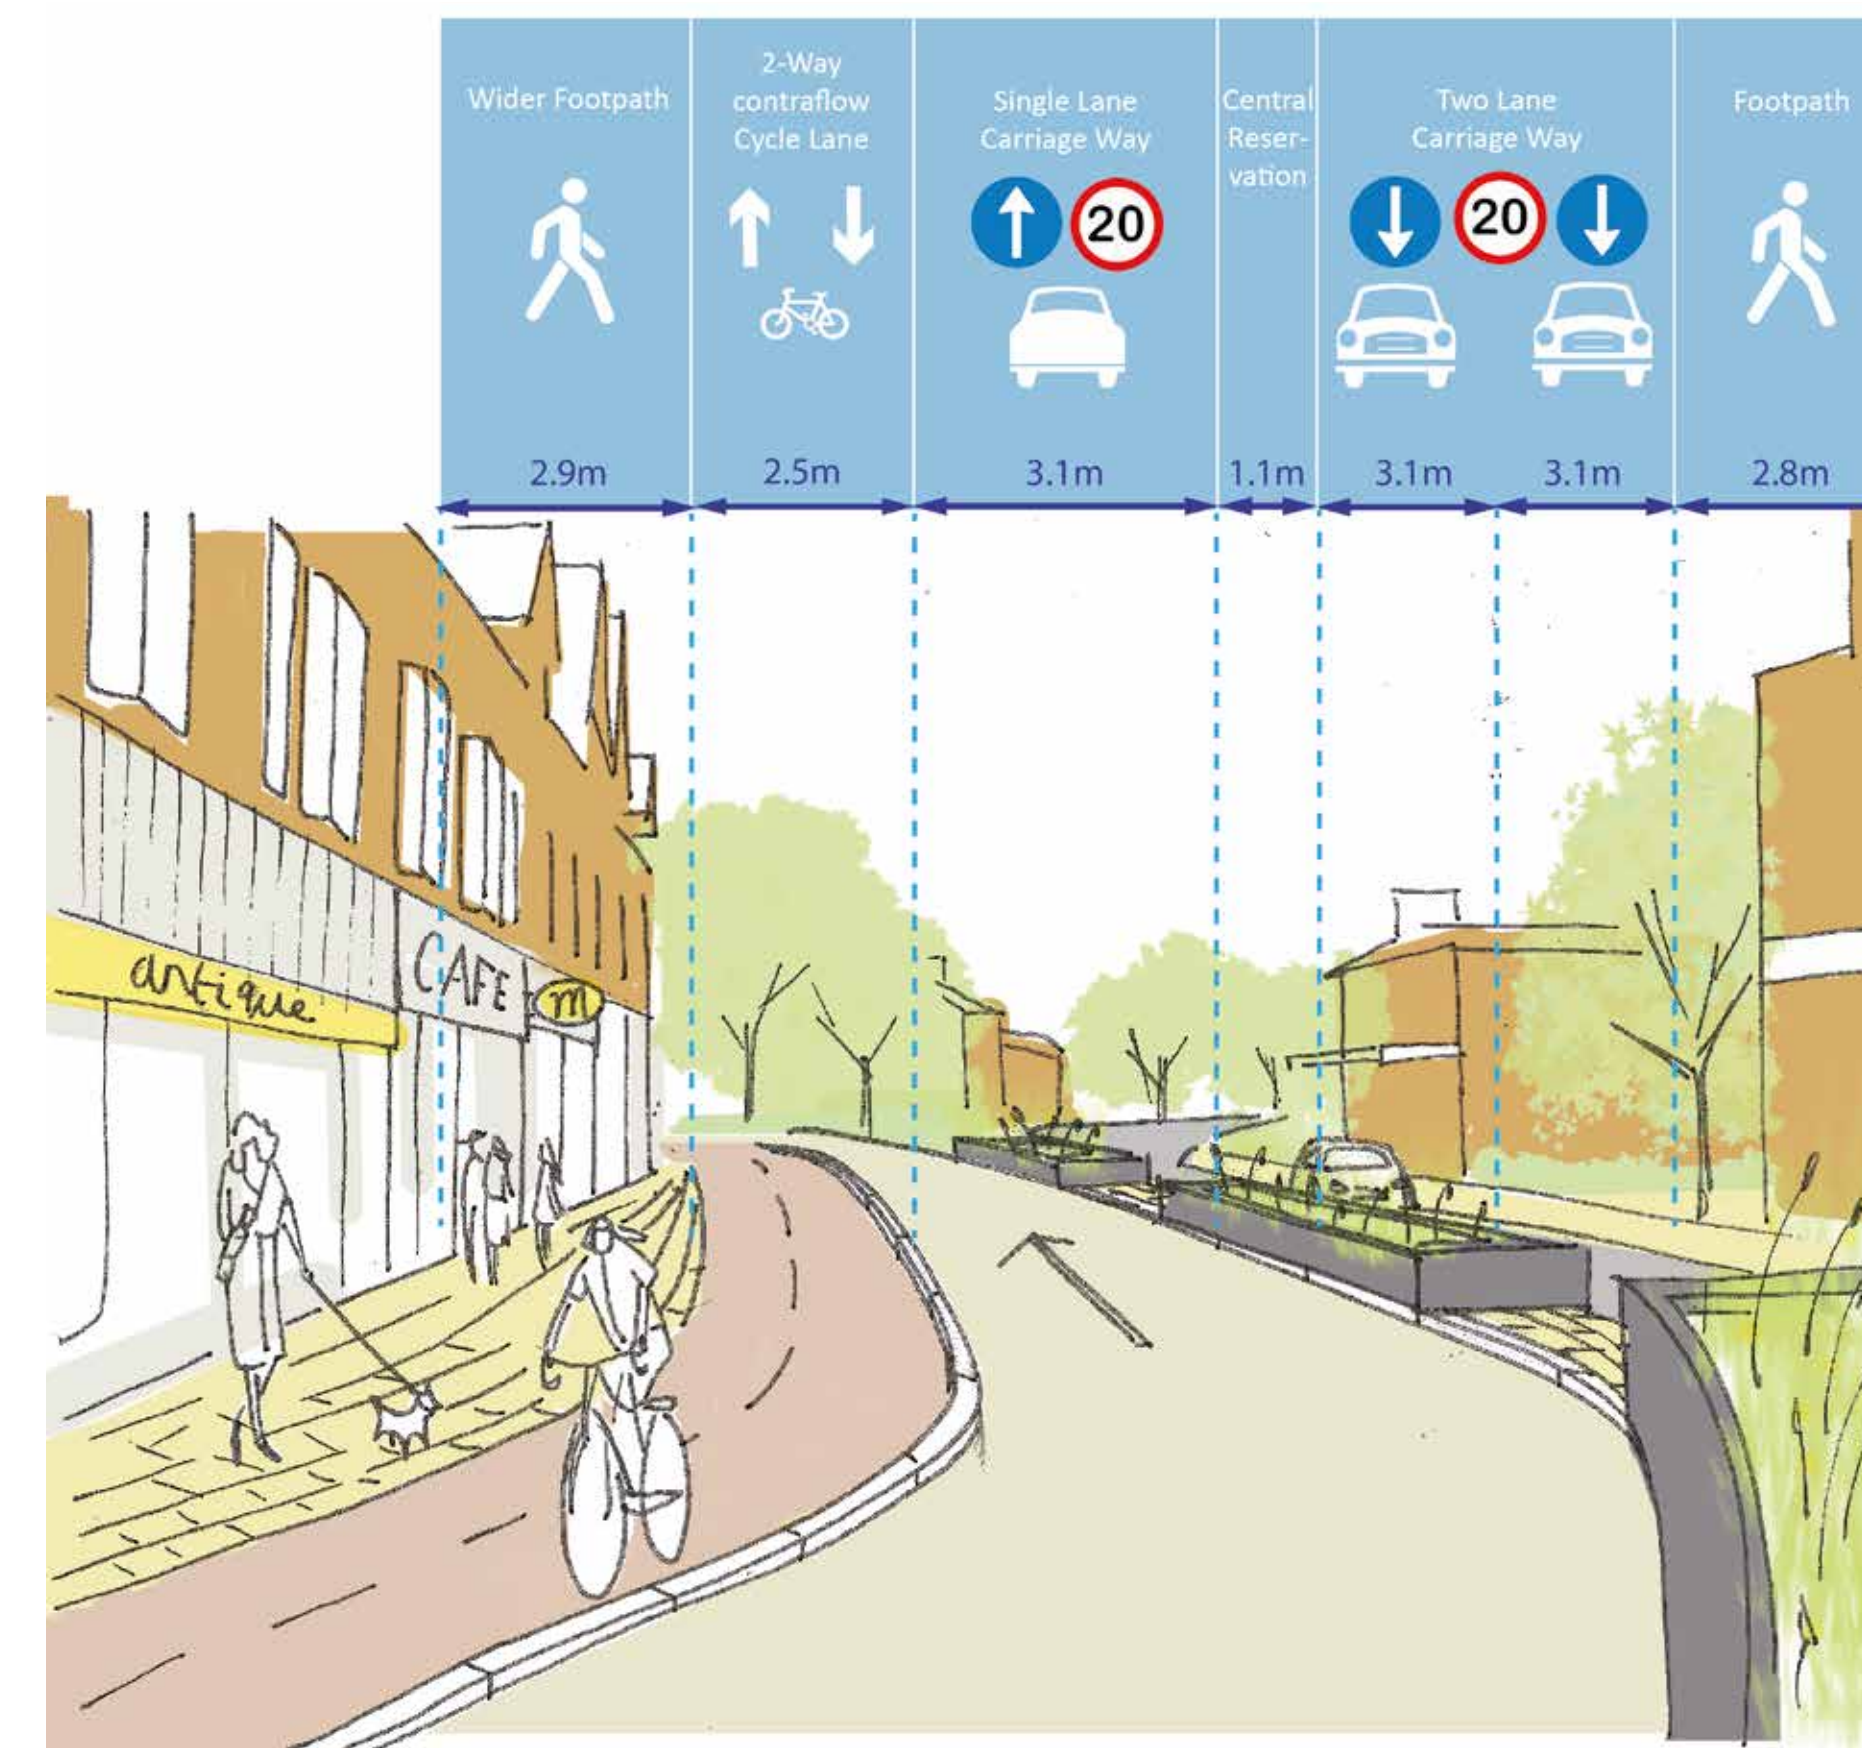 Wider Footpath
2-Way
contraflow
Cycle Lane
Single Lane
Carriage Way
Central
Reser-
vation
Two Lane
Carriage Way
Footpath
20
20
2.9m
2.5m
3.1m
1.1m
3.1m
3.1m
2.8m
antique
CAFE
m